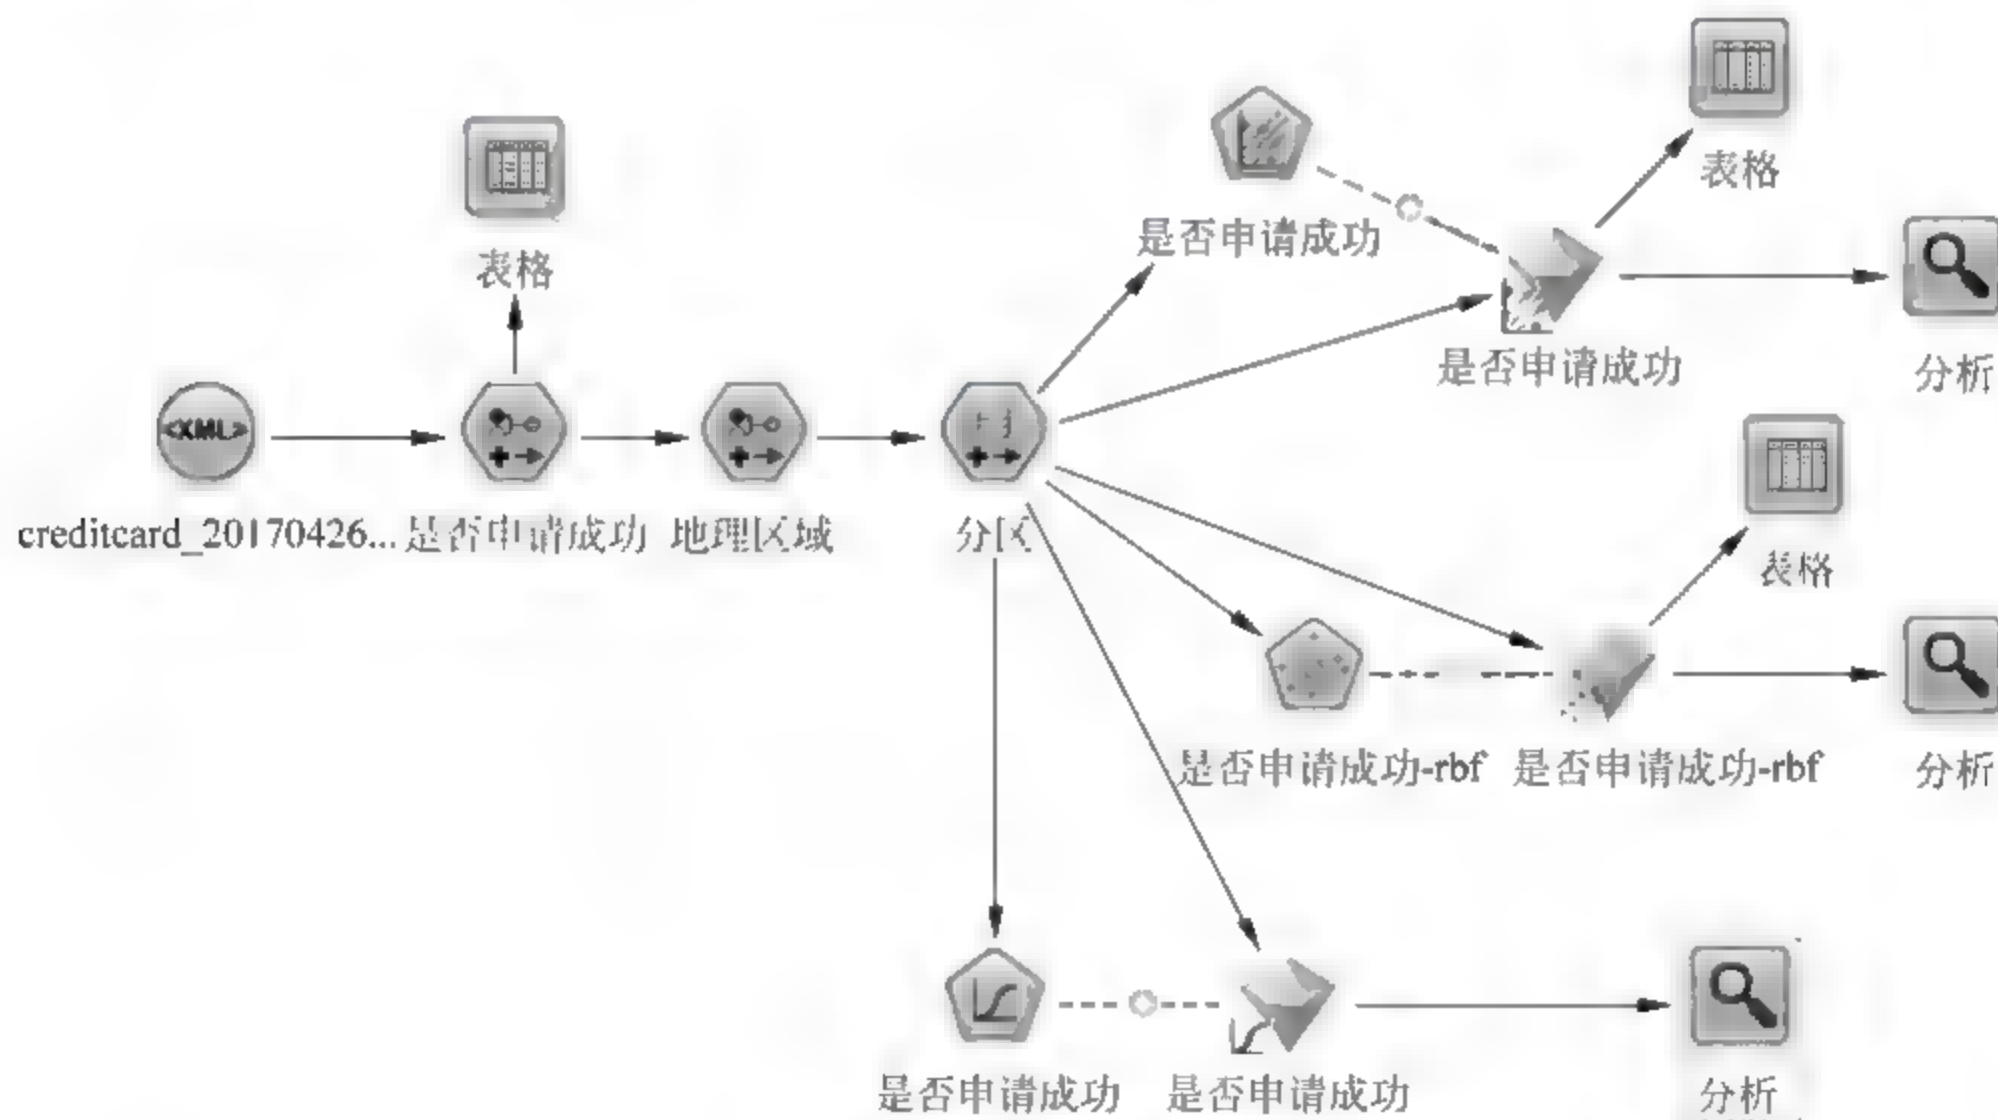 表格
是否申请成功
表格
是否申请成功
分析
<XML>
creditcard_20170426...
是否申请成功
地理区域
分区
表格
是否申请成功-rbf
是否申请成功-rbf
分析
是否申请成功
是否申请成功
分析